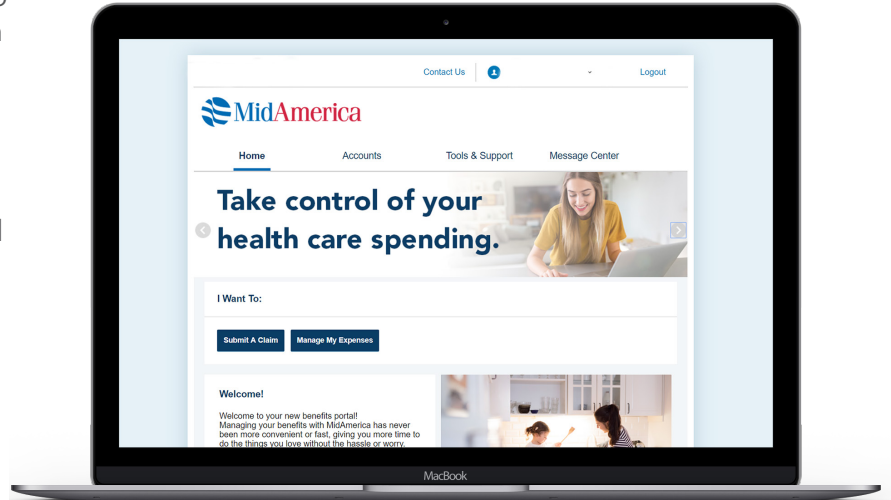 Contact Us
Logout
MidAmerica
Home Accounts Tools & Support Message Center
Take control of your
health care spending.
I Want To:
Submit A Claim Manage My Expenses
Welcome!
Welcome to your new benefits portal!
Managing your benefits with MidAmerica has never
been more convenient or fast, giving you more time to
do the things you love without the hassle or worry.
MacBook